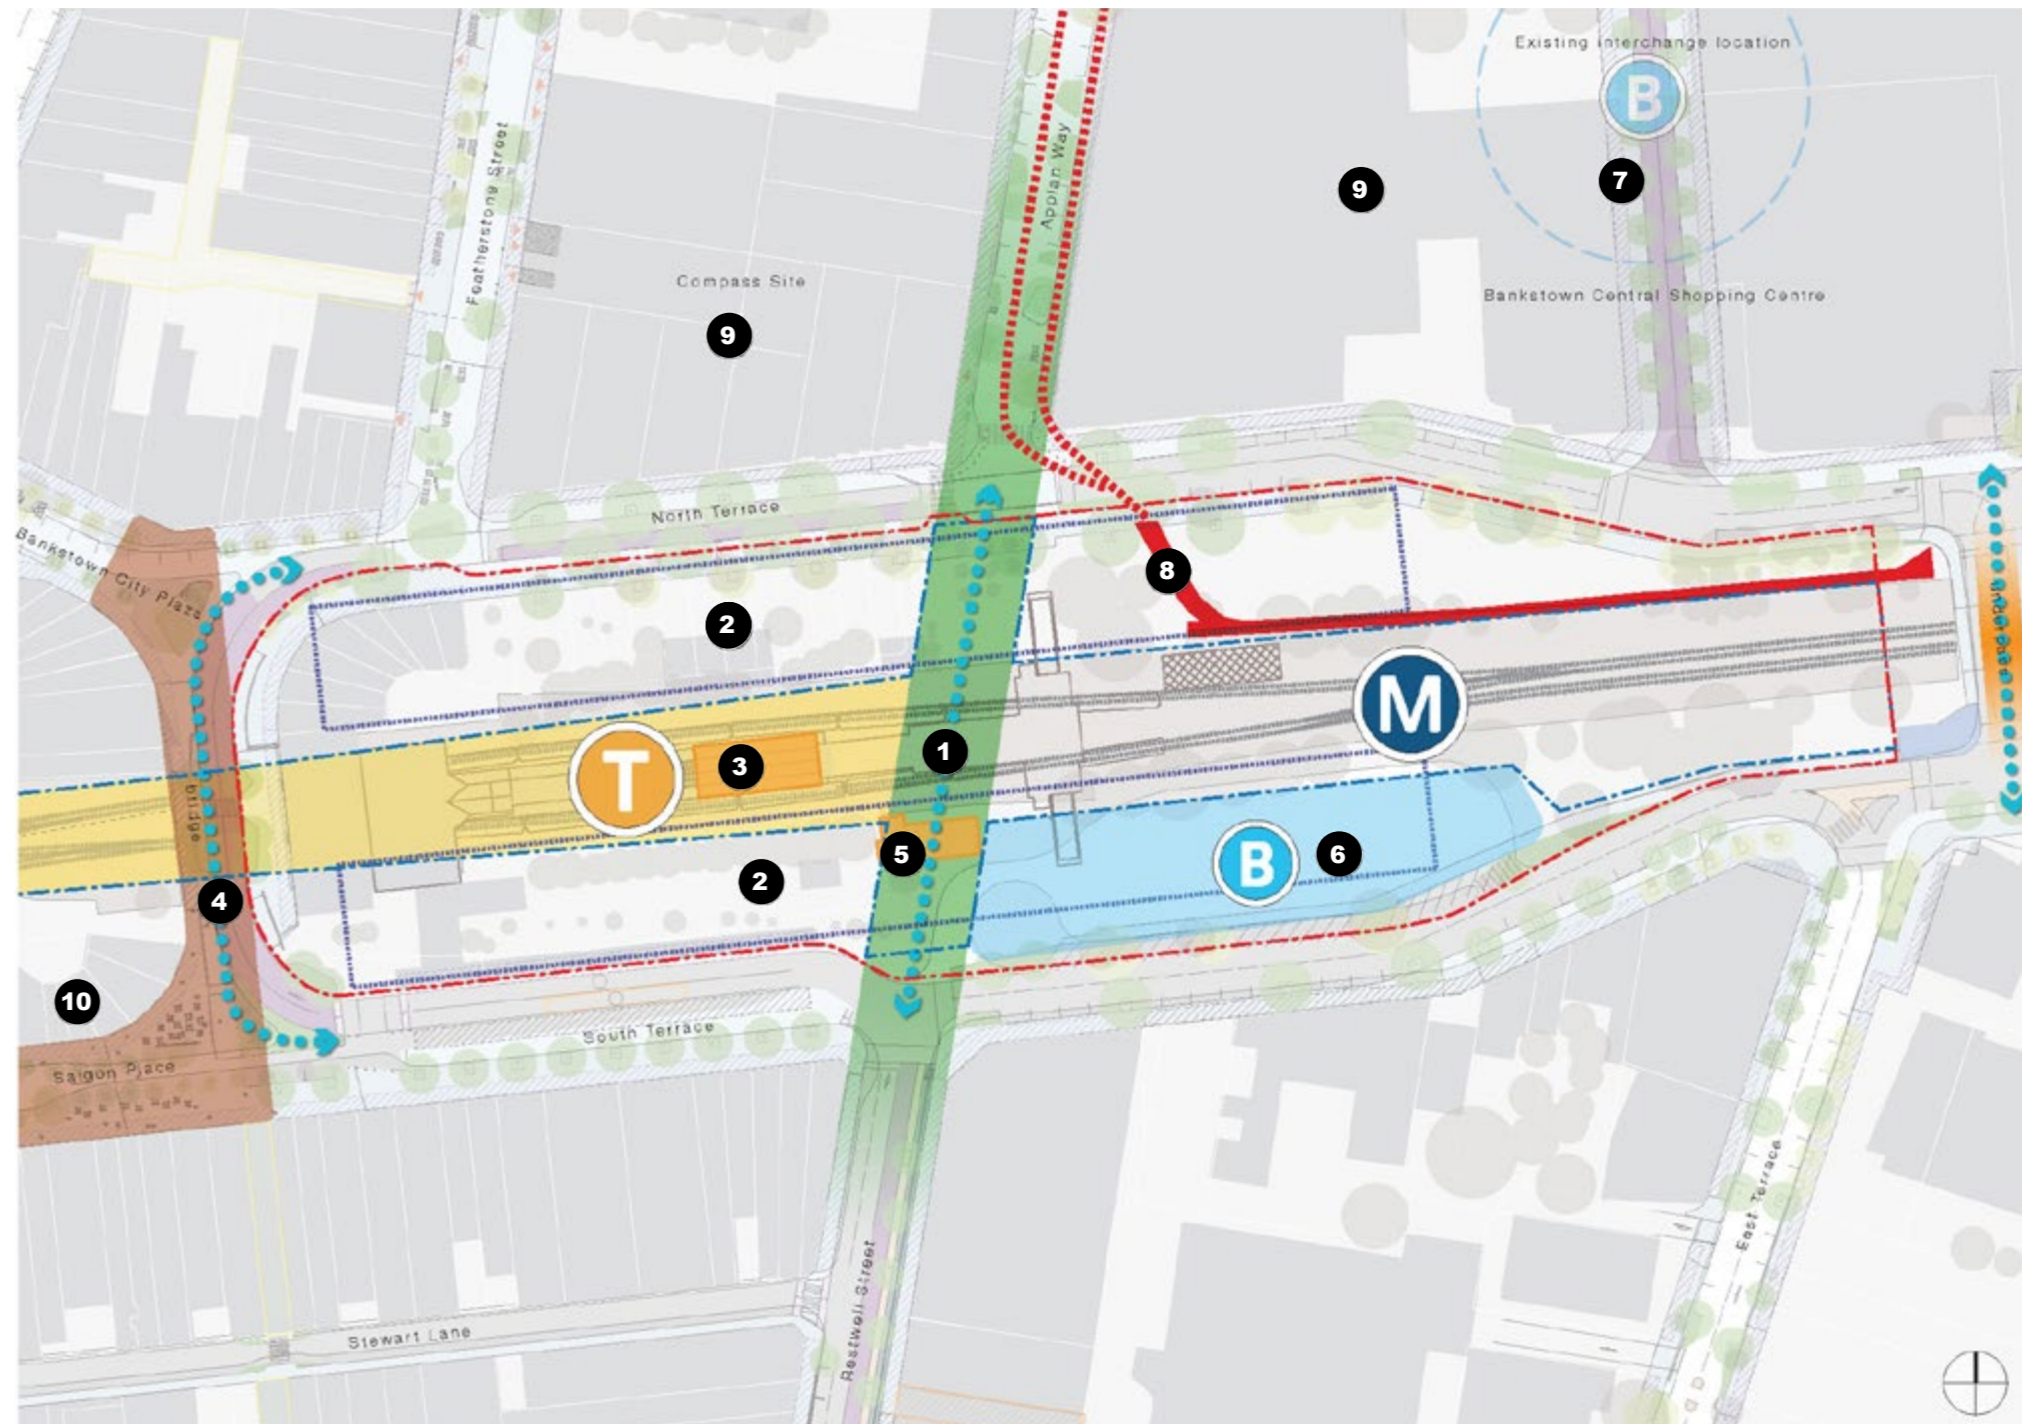 Existing interchange location
B
7
Featherstone Street
Appian Way
9
Compass Site
Bankstown Central Shopping Centre
9
North Terrace
Bankstown City Plaza
8
2
M
T
3
1
bridge
B
6
5
2
4
10
South Terrace
Saigon Place
East Terrace
Restwell Street
Stewart Lane